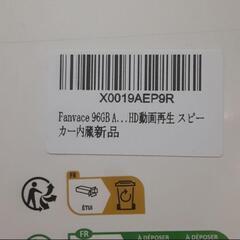 X0019AEP9R
Fanvace 96GB A...HD動画再生 スピー
カー内蔵新品
FR
ÉTUI
FR
À DÉPOSER
À DÉPOSER